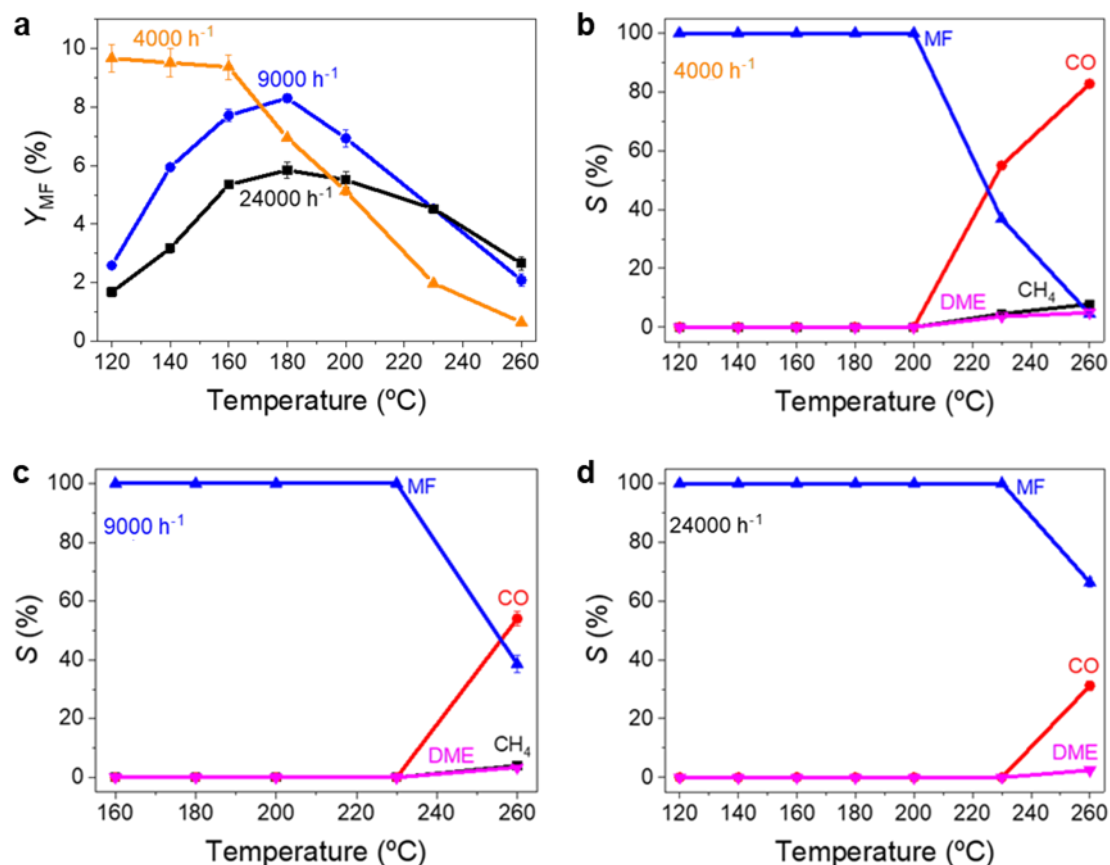 a
Y_MF (%)
10
8
6
4
2
0
4000 h⁻¹
9000 h⁻¹
24000 h⁻¹
120 140 160 180 200 220 240 260
Temperature (ºC)
b
S (%)
100
80
60
40
20
0
4000 h⁻¹
MF
CO
CH₄
DME
120 140 160 180 200 220 240 260
Temperature (ºC)
c
S (%)
100
80
60
40
20
0
9000 h⁻¹
MF
CO
CH₄
DME
160 180 200 220 240 260
Temperature (ºC)
d
S (%)
100
80
60
40
20
0
24000 h⁻¹
MF
CO
DME
120 140 160 180 200 220 240 260
Temperature (ºC)